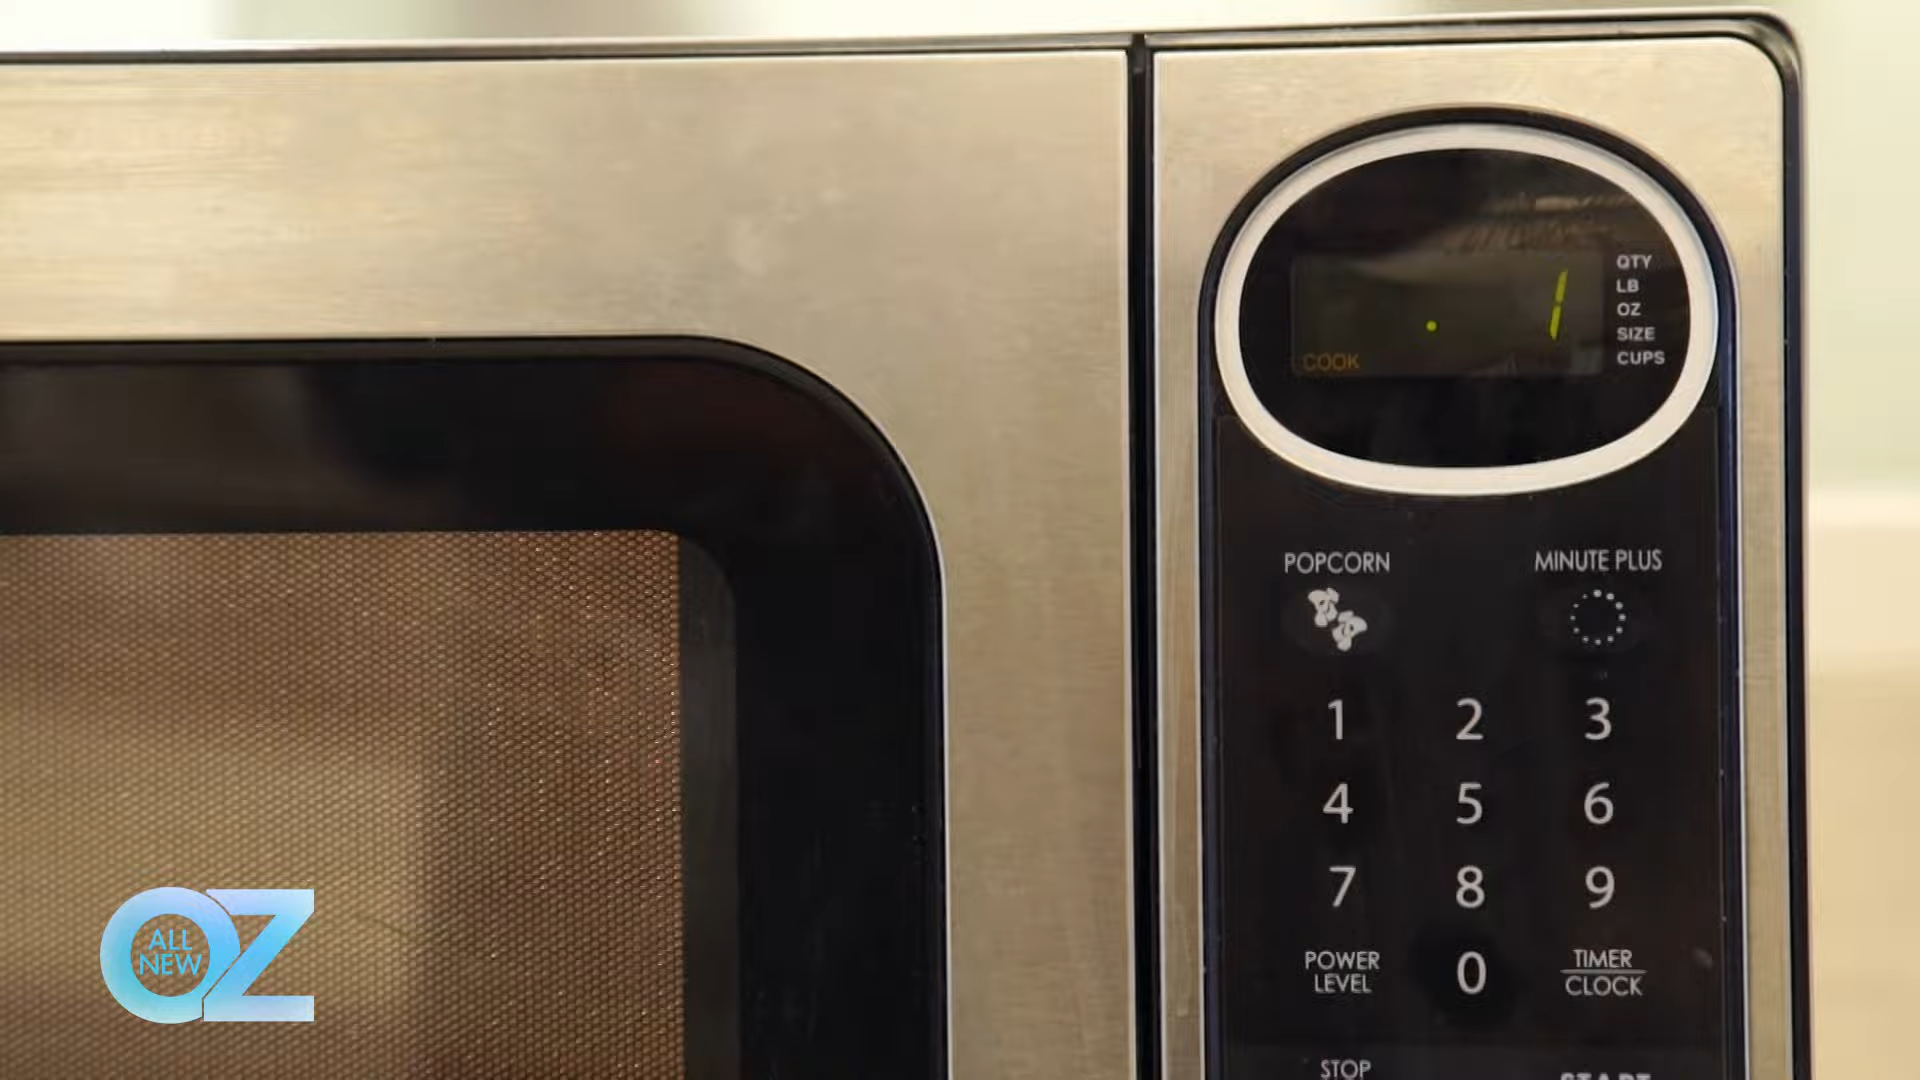 1
QTY
LB
OZ
SIZE
CUPS
COOK
POPCORN
MINUTE PLUS
1 2 3
4 5 6
7 8 9
POWER
LEVEL
0
TIMER
CLOCK
STOP
START
OZ
ALL
NEW